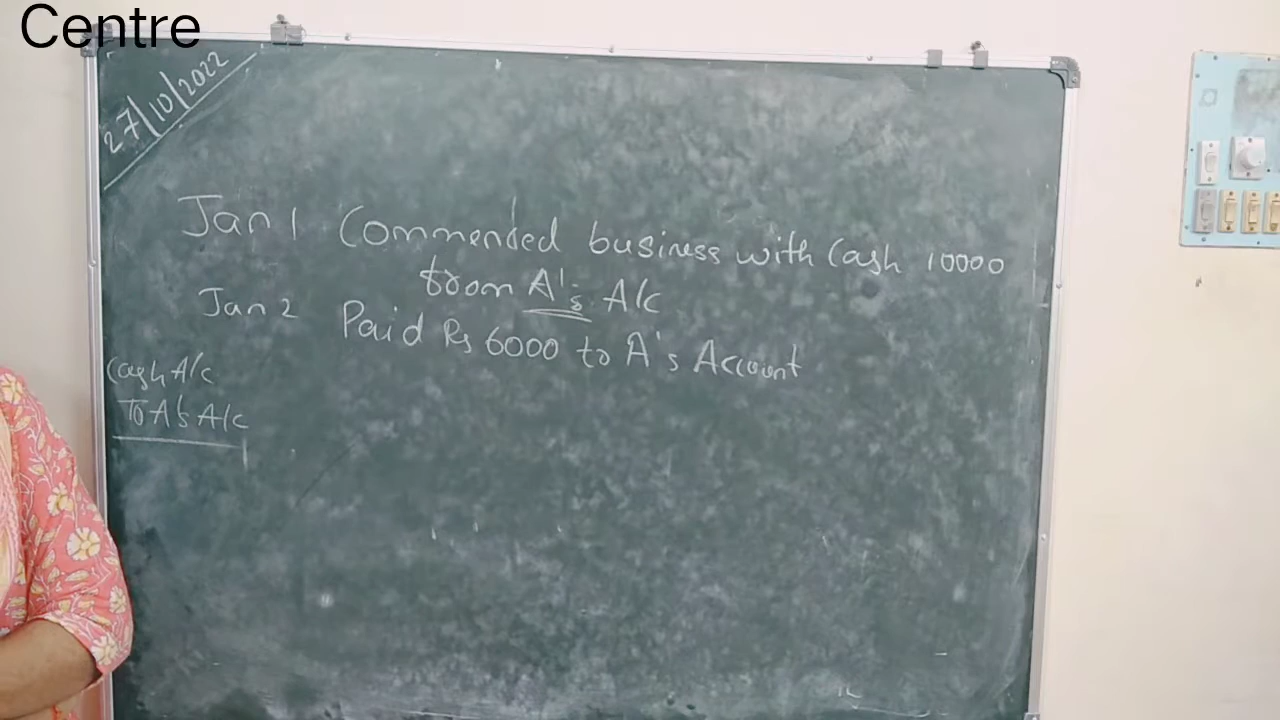 Centre
27/10/2022
Jan 1 Commended business with Cash 10000
from A's A/c
Jan 2 Paid Rs 6000 to A's Account
Cash A/c
To A's A/c